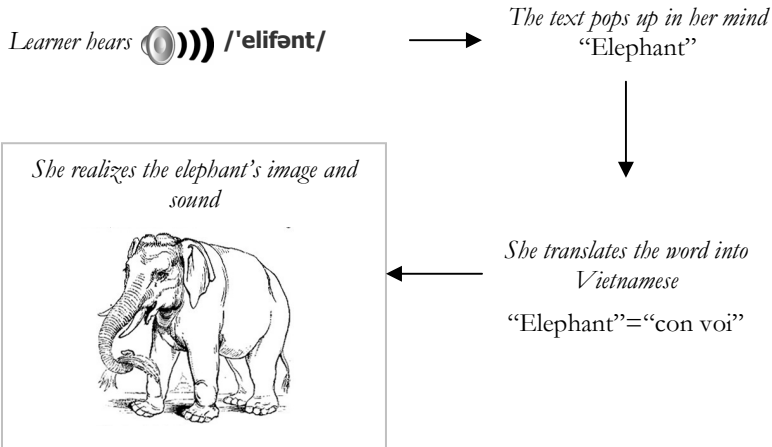 Learner hears /'elifənt/
The text pops up in her mind
“Elephant”
She translates the word into
Vietnamese
“Elephant”=“con voi”
She realizes the elephant’s image and
sound